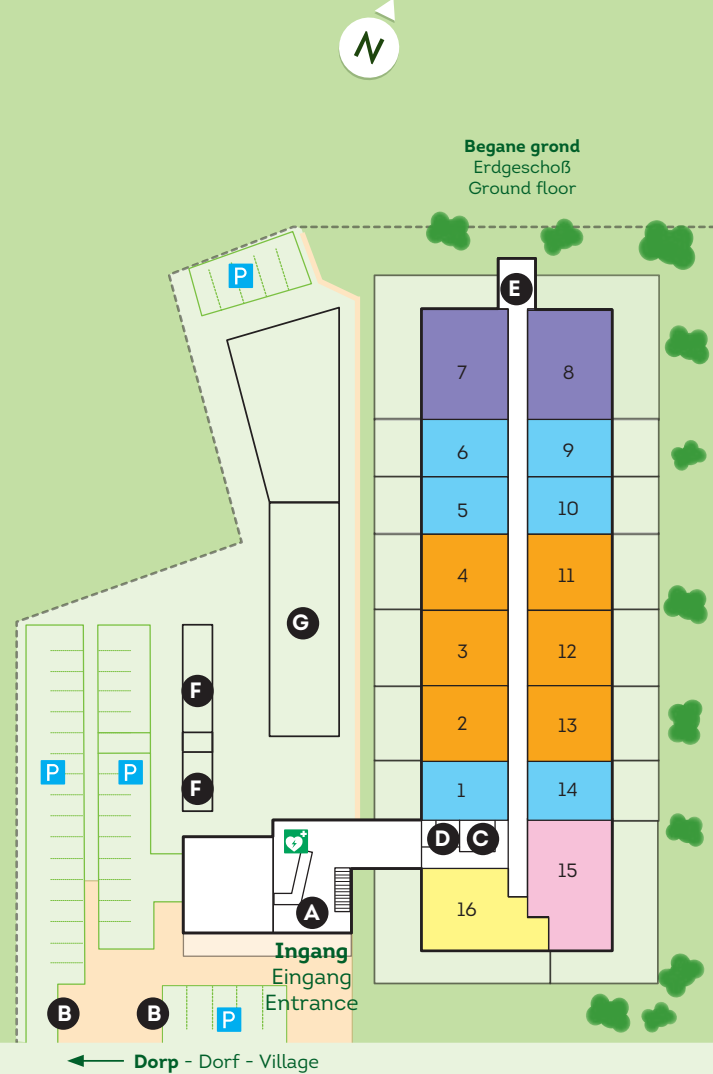 N
Begane grond
Erdgeschoß
Ground floor
P
E
7
8
6
9
5
10
4
11
G
3
12
F
2
13
P
P
F
1
14
D
C
15
A
16
Ingang
Eingang
Entrance
B
B
P
Dorp - Dorf - Village